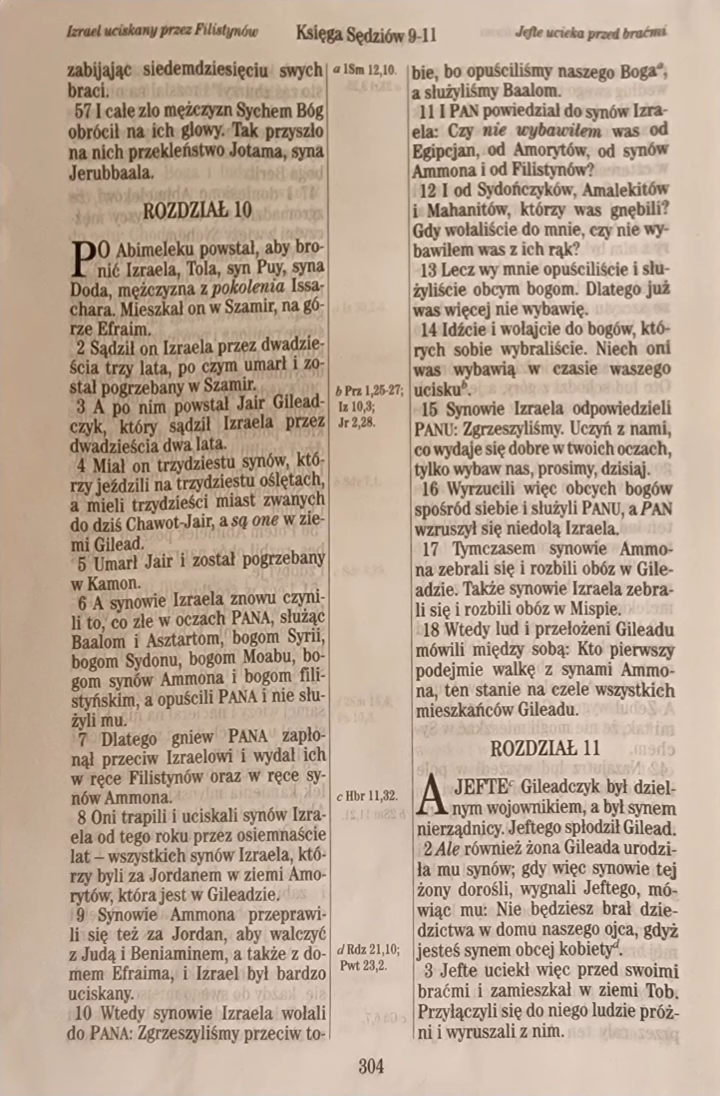 Izrael uciskany przez Filistynów
Księga Sędziów 9-11
Jefte ucieka przed braćmi
zabijając siedemdziesięciu swych
braci.
57 I całe zło mężczyzn Sychem Bóg
obrócił na ich głowy. Tak przyszło
na nich przekleństwo Jotama, syna
Jerubbaala.
ROZDZIAŁ 10
PO Abimeleku powstał, aby bro-
nić Izraela, Tola, syn Puy, syna
Doda, mężczyzna z pokolenia Issa-
chara. Mieszkał on w Szamir, na gó-
rze Efraim.
2 Sądził on Izraela przez dwadzie-
ścia trzy lata, po czym umarł i zo-
stał pogrzebany w Szamir.
3 A po nim powstał Jair Gilead-
czyk, który sądził Izraela przez
dwadzieścia dwa lata.
4 Miał on trzydziestu synów, któ-
rzy jeździli na trzydziestu oślętach,
a mieli trzydzieści miast zwanych
do dziś Chawot-Jair, a są one w zie-
mi Gilead.
5 Umarł Jair i został pogrzebany
w Kamon.
6 A synowie Izraela znowu czyni-
li to, co złe w oczach PANA, służąc
Baalom i Asztartom, bogom Syrii,
bogom Sydonu, bogom Moabu, bo-
gom synów Ammona i bogom fili-
styńskim, a opuścili PANA i nie słu-
żyli mu.
7 Dlatego gniew PANA zapło-
nął przeciw Izraelowi i wydał ich
w ręce Filistynów oraz w ręce sy-
nów Ammona.
8 Oni trapili i uciskali synów Izra-
ela od tego roku przez osiemnaście
lat – wszystkich synów Izraela, któ-
rzy byli za Jordanem w ziemi Amo-
rytów, która jest w Gileadzie.
9 Synowie Ammona przeprawi-
li się też za Jordan, aby walczyć
z Judą i Beniaminem, a także z do-
mem Efraima, i Izrael był bardzo
uciskany.
10 Wtedy synowie Izraela wołali
do PANA: Zgrzeszyliśmy przeciw to-
a 1Sm 12,10.
b Prz 1,25-27;
Iz 10,3;
Jr 2,28.
c Hbr 11,32.
d Rdz 21,10;
Pwt 23,2.
bie, bo opuściliśmy naszego Boga<sup>a</sup>,
a służyliśmy Baalom.
11 I PAN powiedział do synów Izra-
ela: Czy nie wybawiłem was od
Egipcjan, od Amorytów, od synów
Ammona i od Filistynów?
12 I od Sydończyków, Amalekitów
i Mahanitów, którzy was gnębili?
Gdy wołaliście do mnie, czy nie wy-
bawiłem was z ich rąk?
13 Lecz wy mnie opuściliście i słu-
żyliście obcym bogom. Dlatego już
was więcej nie wybawię.
14 Idźcie i wołajcie do bogów, któ-
rych sobie wybraliście. Niech oni
was wybawią w czasie waszego
ucisku<sup>b</sup>.
15 Synowie Izraela odpowiedzieli
PANU: Zgrzeszyliśmy. Uczyń z nami,
co wydaje się dobre w twoich oczach,
tylko wybaw nas, prosimy, dzisiaj.
16 Wyrzucili więc obcych bogów
spośród siebie i służyli PANU, a PAN
wzruszył się niedolą Izraela.
17 Tymczasem synowie Ammo-
na zebrali się i rozbili obóz w Gile-
adzie. Także synowie Izraela zebra-
li się i rozbili obóz w Mispie.
18 Wtedy lud i przełożeni Gileadu
mówili między sobą: Kto pierwszy
podejmie walkę z synami Ammo-
na, ten stanie na czele wszystkich
mieszkańców Gileadu.
ROZDZIAŁ 11
A JEFTE<sup>c</sup> Gileadczyk był dziel-
nym wojownikiem, a był synem
nierządnicy. Jeftego spłodził Gilead.
2 Ale również żona Gileada urodzi-
ła mu synów; gdy więc synowie tej
żony dorośli, wygnali Jeftego, mó-
wiąc mu: Nie będziesz brał dzie-
dzictwa w domu naszego ojca, gdyż
jesteś synem obcej kobiety<sup>d</sup>.
3 Jefte uciekł więc przed swoimi
braćmi i zamieszkał w ziemi Tob.
Przyłączyli się do niego ludzie próż-
ni i wyruszali z nim.
304